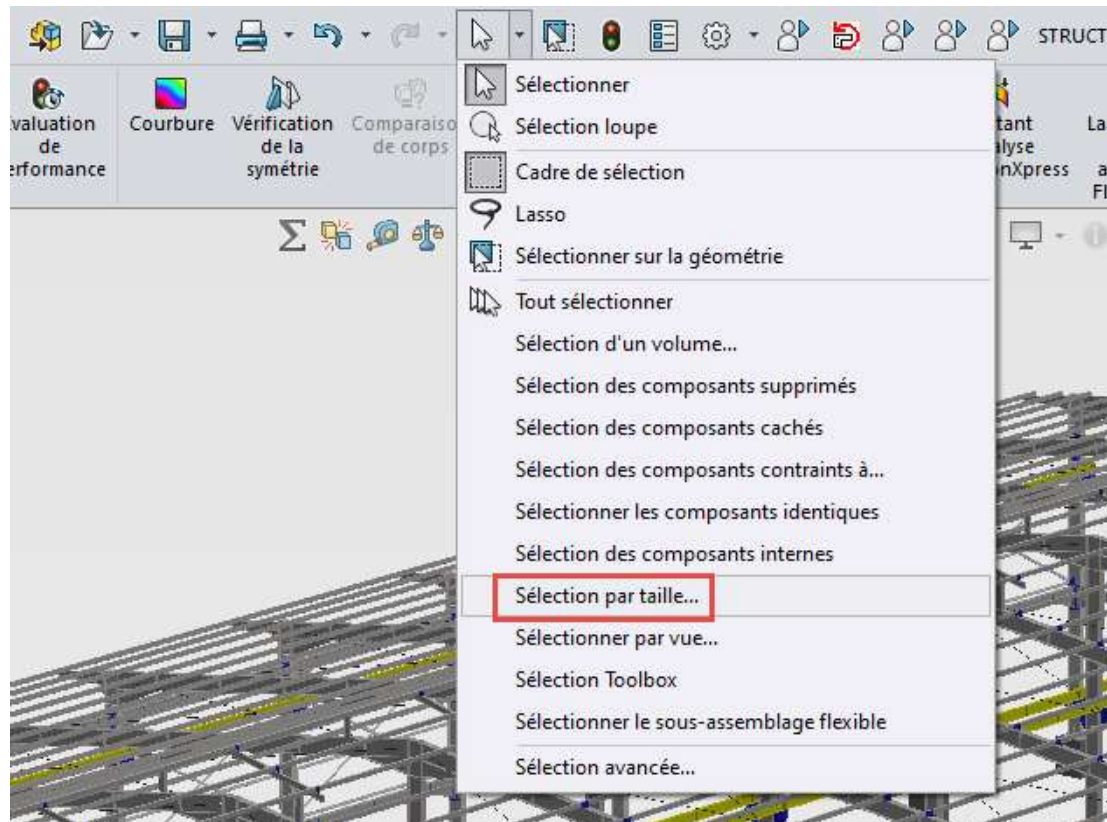 STRUCT
valuation
de
erformance
Courbure
Vérification
de la
symétrie
Comparaiso
de corps
Sélectionner
Sélection loupe
Cadre de sélection
Lasso
Sélectionner sur la géométrie
Tout sélectionner
Sélection d'un volume...
Sélection des composants supprimés
Sélection des composants cachés
Sélection des composants contraints à...
Sélectionner les composants identiques
Sélection des composants internes
Sélection par taille...
Sélectionner par vue...
Sélection Toolbox
Sélectionner le sous-assemblage flexible
Sélection avancée...
tant
alyse
onXpress
La
a
Fl